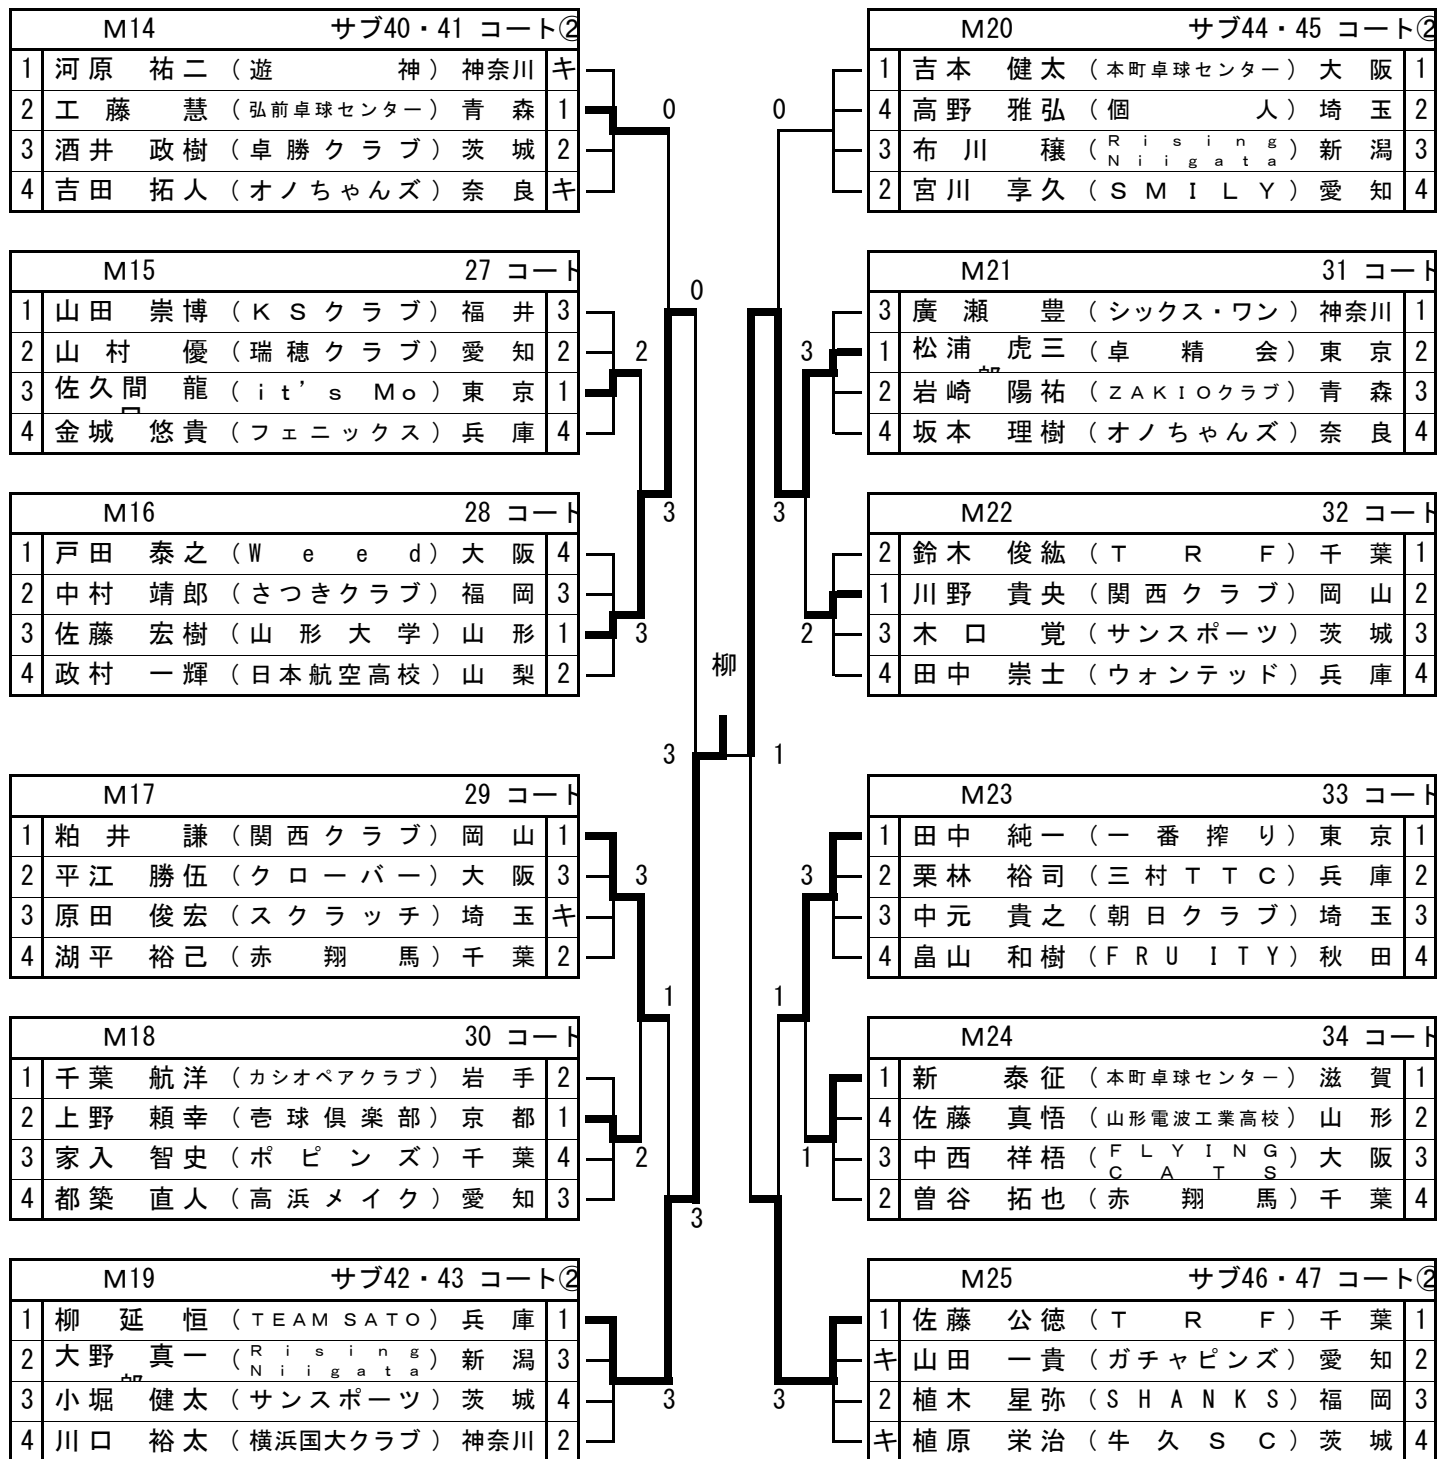 M14 サブ40・41 コート②
1 河原 祐二 （遊 神） 神奈川 キ
2 工藤 慧 （弘前卓球センター） 青森 1
3 酒井 政樹 （卓勝クラブ） 茨城 2
4 吉田 拓人 （オノちゃんズ） 奈良 キ
0
M15 27 コート
1 山田 崇博 （ＫＳクラブ） 福井 3
2 山村 優 （瑞穂クラブ） 愛知 2
3 佐久間 龍 （it's Mo） 東京 1
4 金城 悠貴 （フェニックス） 兵庫 4
0
2
M16 28 コート
1 戸田 泰之 （Weed） 大阪 4
2 中村 靖郎 （さつきクラブ） 福岡 3
3 佐藤 宏樹 （山形大学） 山形 1
4 政村 一輝 （日本航空高校） 山梨 2
3
3
柳
3 1
M17 29 コート
1 粕井 謙 （関西クラブ） 岡山 1
2 平江 勝伍 （クローバー） 大阪 3
3 原田 俊宏 （スクラッチ） 埼玉 キ
4 湖平 裕己 （赤翔馬） 千葉 2
3
1
M18 30 コート
1 千葉 航洋 （カシオペアクラブ） 岩手 2
2 上野 頼幸 （壱球倶楽部） 京都 1
3 家入 智史 （ポピンズ） 千葉 4
4 都築 直人 （高浜メイク） 愛知 3
2
3
M19 サブ42・43 コート②
1 柳 延恒 （TEAM SATO） 兵庫 1
2 大野 真一 （Rising Niigata） 新潟 3
3 小堀 健太 （サンスポーツ） 茨城 4
4 川口 裕太 （横浜国大クラブ） 神奈川 2
3
M20 サブ44・45 コート②
1 吉本 健太 （本町卓球センター） 大阪 1
4 高野 雅弘 （個人） 埼玉 2
3 布川 穣 （Rising Niigata） 新潟 3
2 宮川 享久 （ＳＭＩＬＹ） 愛知 4
0
M21 31 コート
3 廣瀬 豊 （シックス・ワン） 神奈川 1
1 松浦 虎三 （卓精会） 東京 2
2 岩崎 陽祐 （ＺＡＫＩＯクラブ） 青森 3
4 坂本 理樹 （オノちゃんズ） 奈良 4
3
3
M22 32 コート
2 鈴木 俊紘 （ＴＲＦ） 千葉 1
1 川野 貴央 （関西クラブ） 岡山 2
3 木口 覚 （サンスポーツ） 茨城 3
4 田中 崇士 （ウォンテッド） 兵庫 4
2
M23 33 コート
1 田中 純一 （一番搾り） 東京 1
2 栗林 裕司 （三村ＴＴＣ） 兵庫 2
3 中元 貴之 （朝日クラブ） 埼玉 3
4 畠山 和樹 （FRUITY） 秋田 4
3
1
M24 34 コート
1 新 泰征 （本町卓球センター） 滋賀 1
4 佐藤 真悟 （山形電波工業高校） 山形 2
3 中西 祥梧 （FLYING CATS） 大阪 3
2 曽谷 拓也 （赤翔馬） 千葉 4
1
M25 サブ46・47 コート②
1 佐藤 公徳 （ＴＲＦ） 千葉 1
キ 山田 一貴 （ガチャピンズ） 愛知 2
2 植木 星弥 （SHANKS） 福岡 3
キ 植原 栄治 （牛久ＳＣ） 茨城 4
3